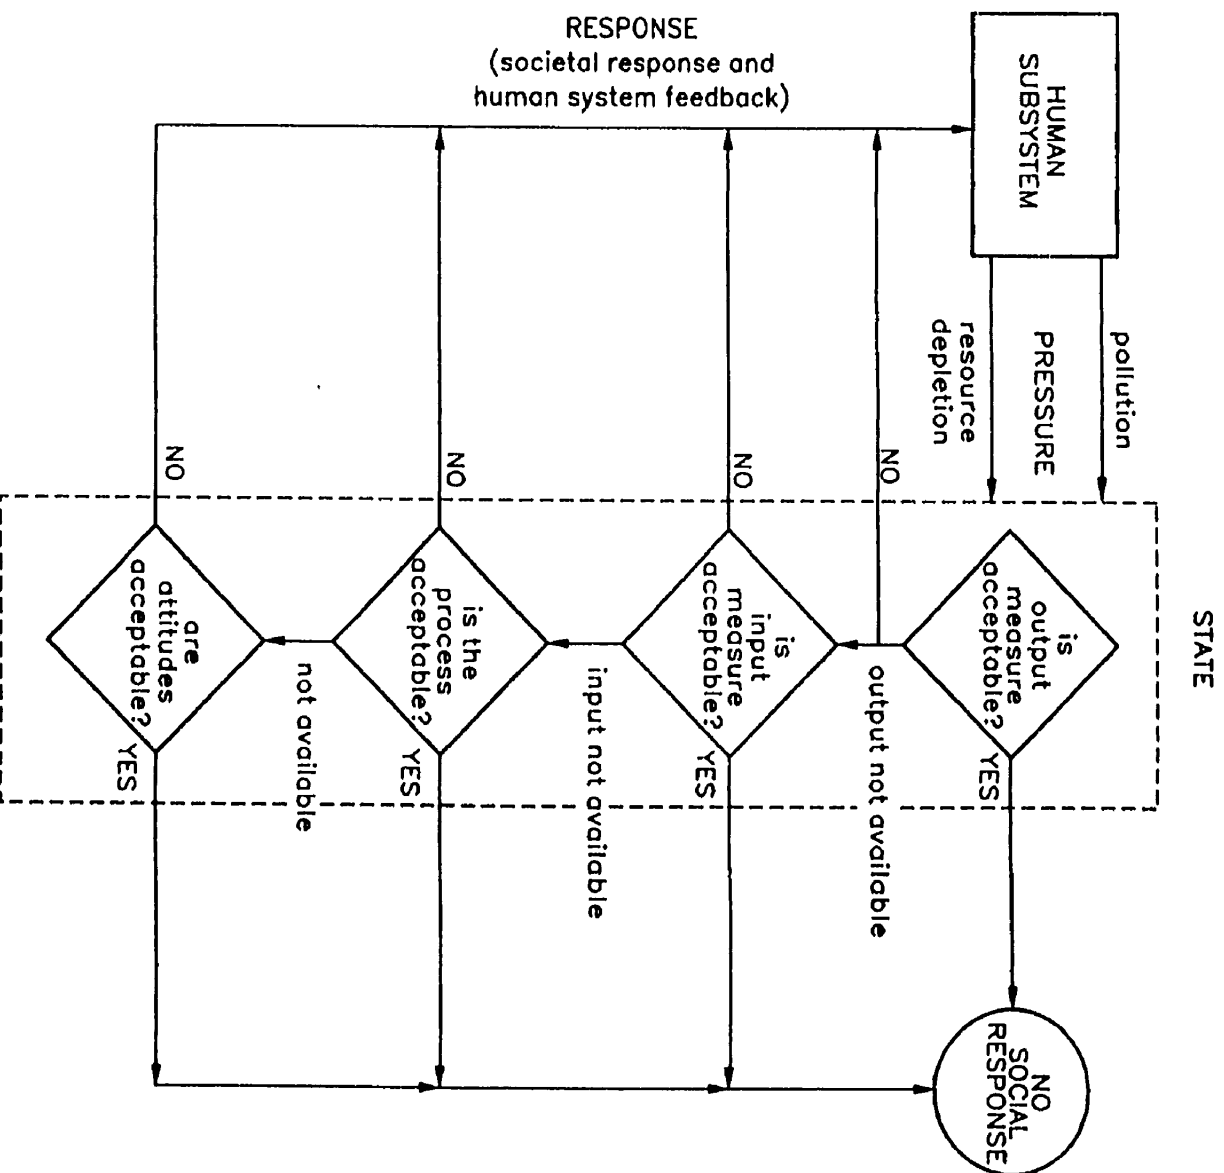 RESPONSE
(societal response and
human system feedback)
HUMAN
SUBSYSTEM
pollution
PRESSURE
resource
depletion
STATE
NO
NO
NO
NO
is
output
measure
acceptable?
YES
output not available
is
input
measure
acceptable?
YES
input not available
is the
process
acceptable?
YES
not available
are
attitudes
acceptable?
YES
NO
SOCIAL
RESPONSE